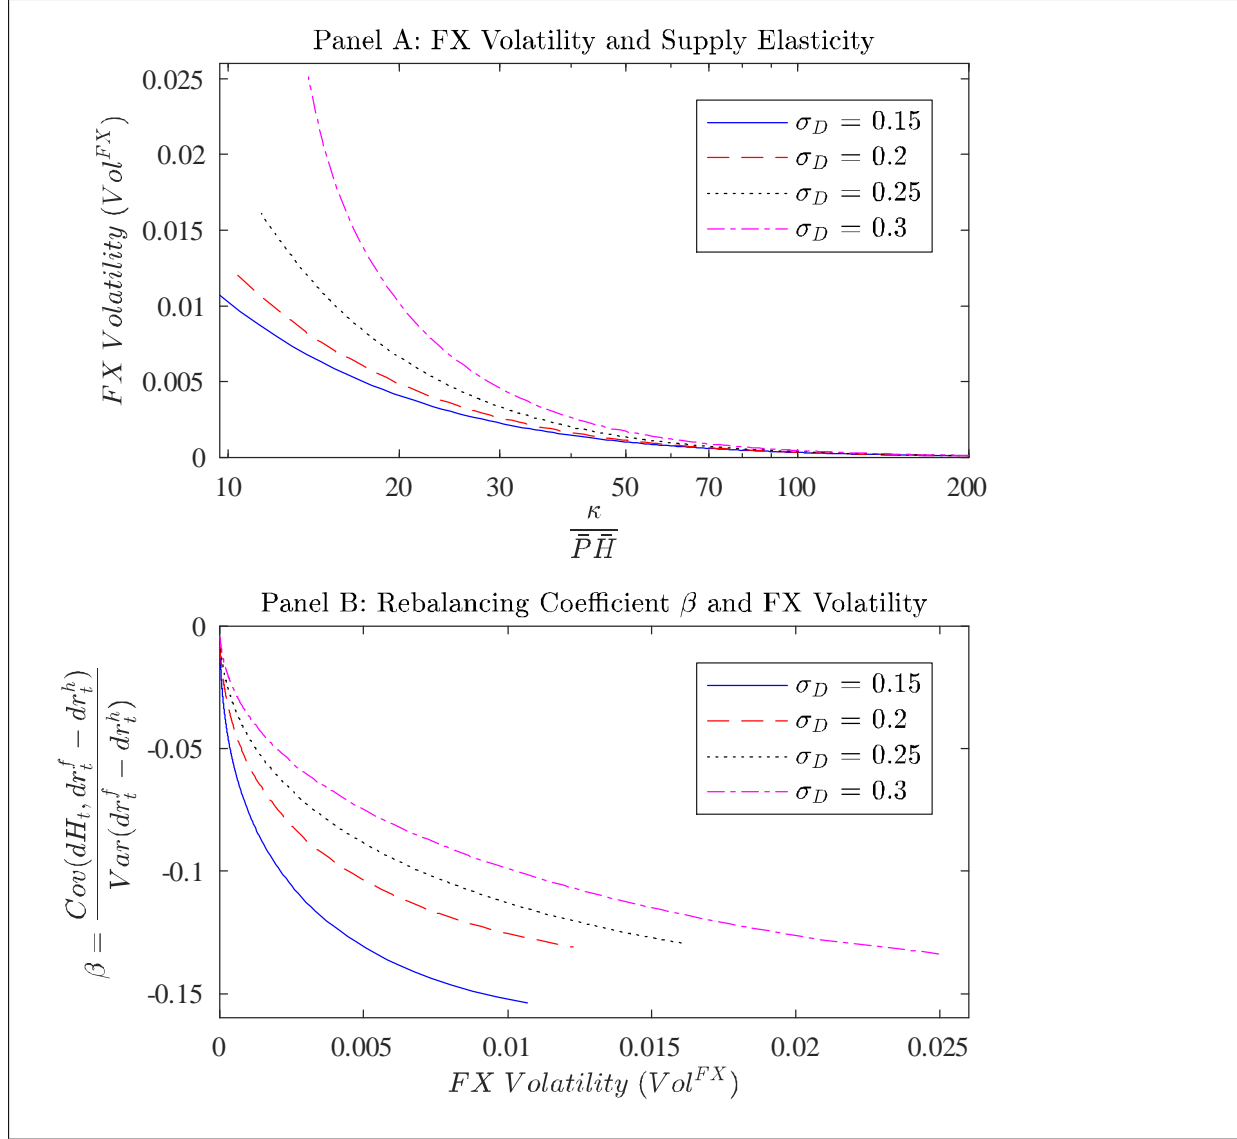 Panel A: FX Volatility and Supply Elasticity
FX Volatility (Vol^{FX})
0.025
0.02
0.015
0.01
0.005
0
σ_D = 0.15
σ_D = 0.2
σ_D = 0.25
σ_D = 0.3
10 20 30 50 70 100 200
κ
P̄H̄
Panel B: Rebalancing Coefficient β and FX Volatility
β = Cov(dH_t, dr_t^f − dr_t^h)
Var(dr_t^f − dr_t^h)
0
-0.05
-0.1
-0.15
σ_D = 0.15
σ_D = 0.2
σ_D = 0.25
σ_D = 0.3
0 0.005 0.01 0.015 0.02 0.025
FX Volatility (Vol^{FX})